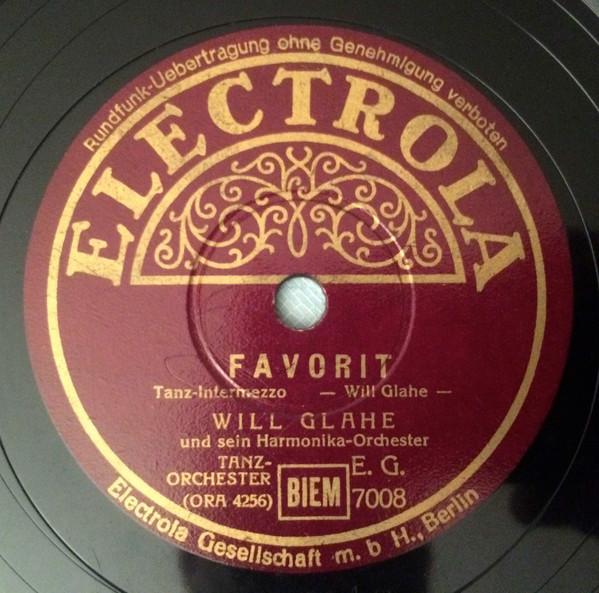 Rundfunk-Uebertragung ohne Genehmigung verboten
ELECTROLA
FAVORIT
Tanz-Intermezzo — Will Glahe —
WILL GLAHE
und sein Harmonika-Orchester
TANZ-
ORCHESTER
(ORA 4256)
BIEM
E. G.
7008
Electrola Gesellschaft m. b H., Berlin